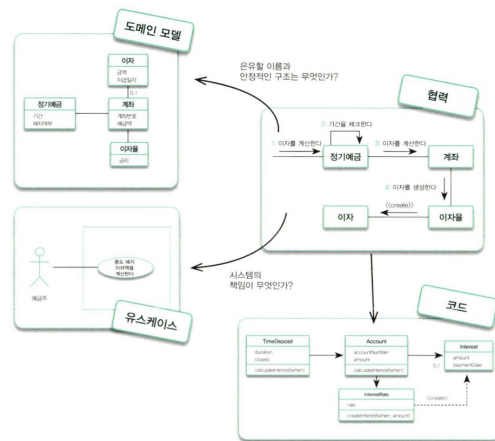 도메인 모델
이자
금액
지급일자
0..1
정기예금
기간
해지여부
계좌
계좌번호
예금액
이자율
금리
은유할 이름과
안정적인 구조는 무엇인가?
협력
2: 기간을 체크한다
1: 이자를 계산한다
3: 이자를 계산한다
정기예금
계좌
4: 이자를 생성한다
<<create>>
이자
이자율
예금주
중도 해지
이자액을
계산한다
유스케이스
시스템의
책임이 무엇인가?
코드
TimeDeposit
duration
closed
calculateInterest(when)
Account
accountNumber
amount
calculateInterest(when)
0..1
Interest
amount
paymentDate
InterestRate
rate
createInterest(when, amount)
<<create>>